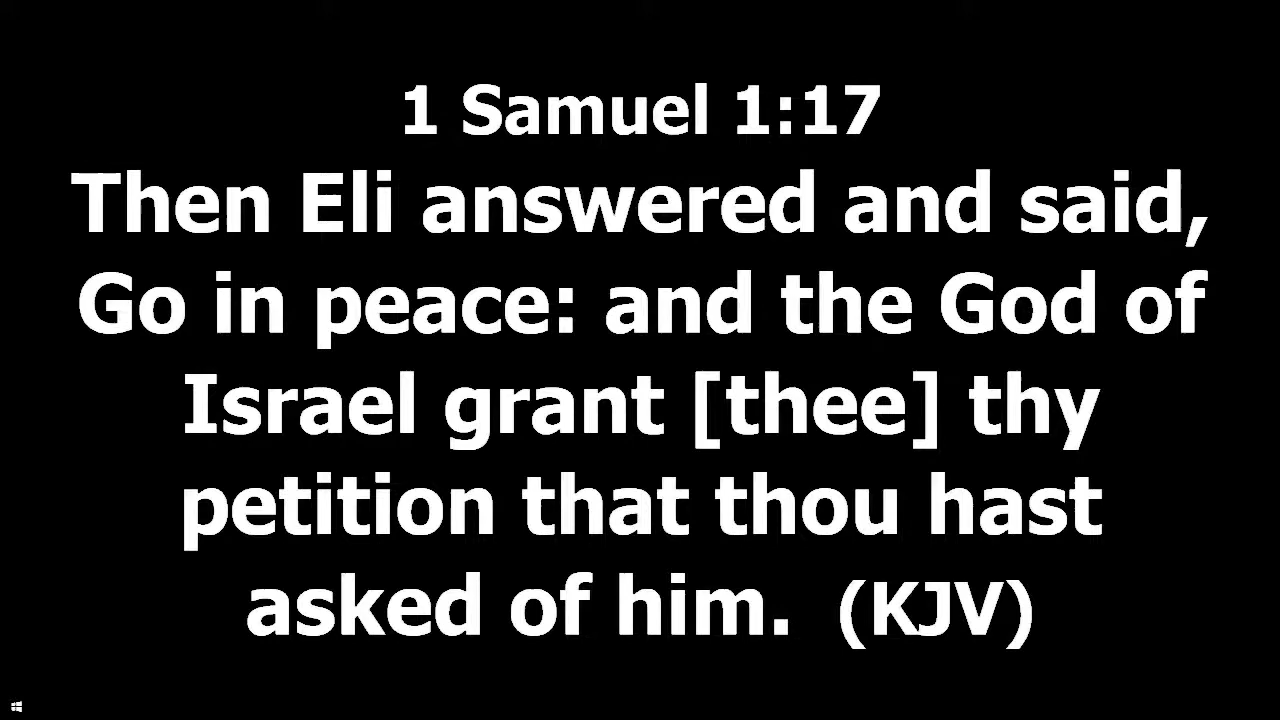 1 Samuel 1:17
Then Eli answered and said,
Go in peace: and the God of
Israel grant [thee] thy
petition that thou hast
asked of him.  (KJV)